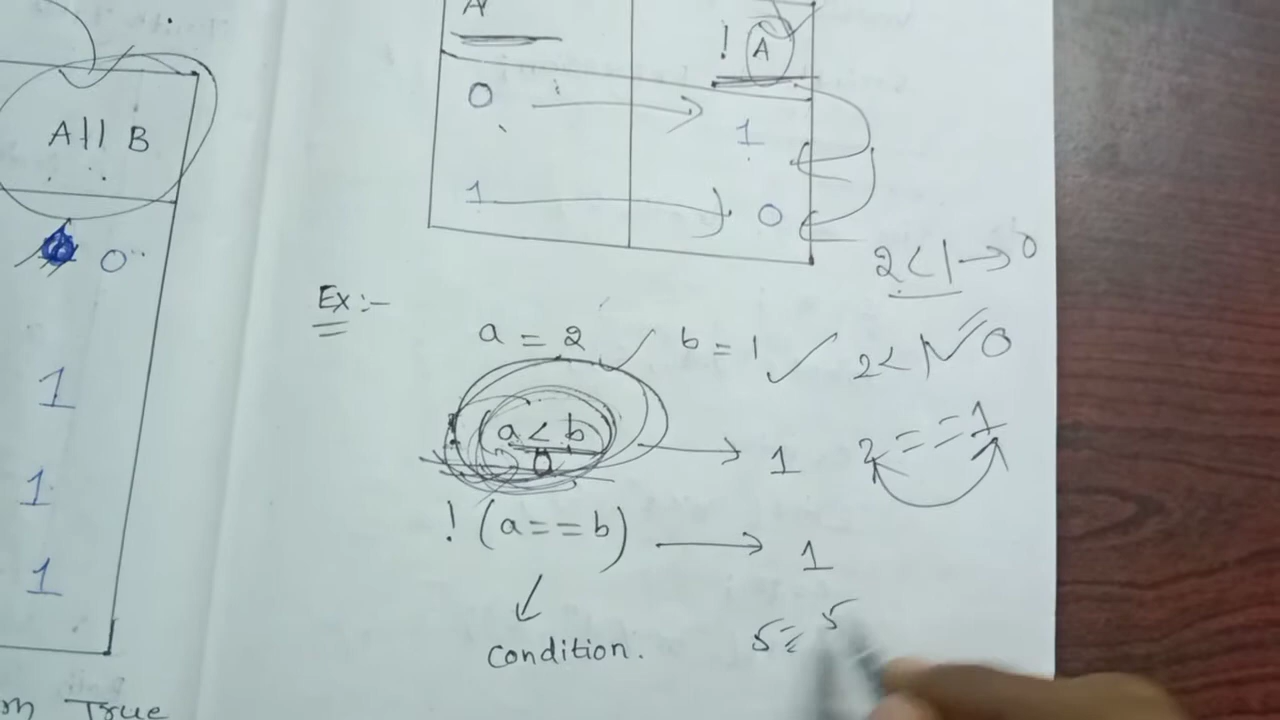 A || B
0
1
1
1
True
A
! A
0 → 1
1 → 0
2 < 1 → 0
Ex :-
a = 2 b = 1
2 < 1 0
! (a < b) → 1
0
2 == 1
! (a == b) → 1
Condition.
5 = 5